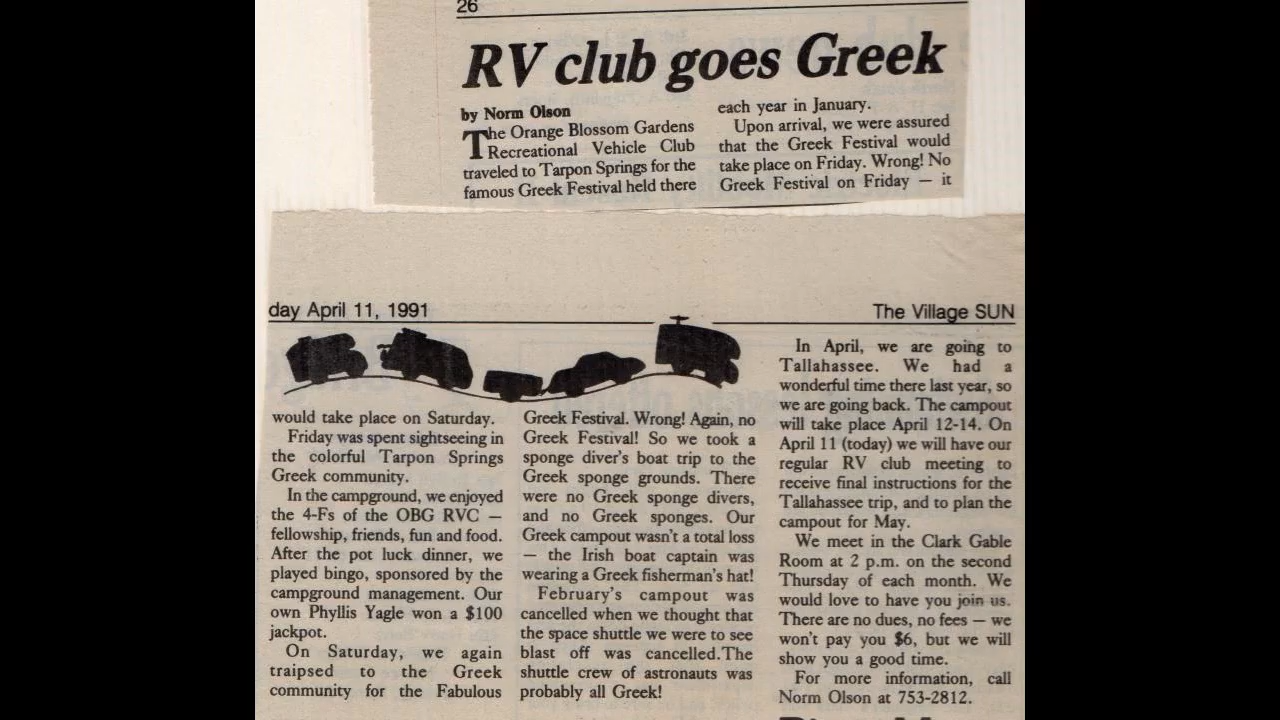 26
RV club goes Greek
by Norm Olson
The Orange Blossom Gardens
Recreational Vehicle Club
traveled to Tarpon Springs for the
famous Greek Festival held there
each year in January.
Upon arrival, we were assured
that the Greek Festival would
take place on Friday. Wrong! No
Greek Festival on Friday — it
day April 11, 1991
The Village SUN
would take place on Saturday.
Friday was spent sightseeing in
the colorful Tarpon Springs
Greek community.
In the campground, we enjoyed
the 4-Fs of the OBG RVC —
fellowship, friends, fun and food.
After the pot luck dinner, we
played bingo, sponsored by the
campground management. Our
own Phyllis Yagle won a $100
jackpot.
On Saturday, we again
traipsed to the Greek
community for the Fabulous
Greek Festival. Wrong! Again, no
Greek Festival! So we took a
sponge diver's boat trip to the
Greek sponge grounds. There
were no Greek sponge divers,
and no Greek sponges. Our
Greek campout wasn't a total loss
— the Irish boat captain was
wearing a Greek fisherman's hat!
February's campout was
cancelled when we thought that
the space shuttle we were to see
blast off was cancelled.The
shuttle crew of astronauts was
probably all Greek!
In April, we are going to
Tallahassee. We had a
wonderful time there last year, so
we are going back. The campout
will take place April 12-14. On
April 11 (today) we will have our
regular RV club meeting to
receive final instructions for the
Tallahassee trip, and to plan the
campout for May.
We meet in the Clark Gable
Room at 2 p.m. on the second
Thursday of each month. We
would love to have you join us.
There are no dues, no fees — we
won't pay you $6, but we will
show you a good time.
For more information, call
Norm Olson at 753-2812.